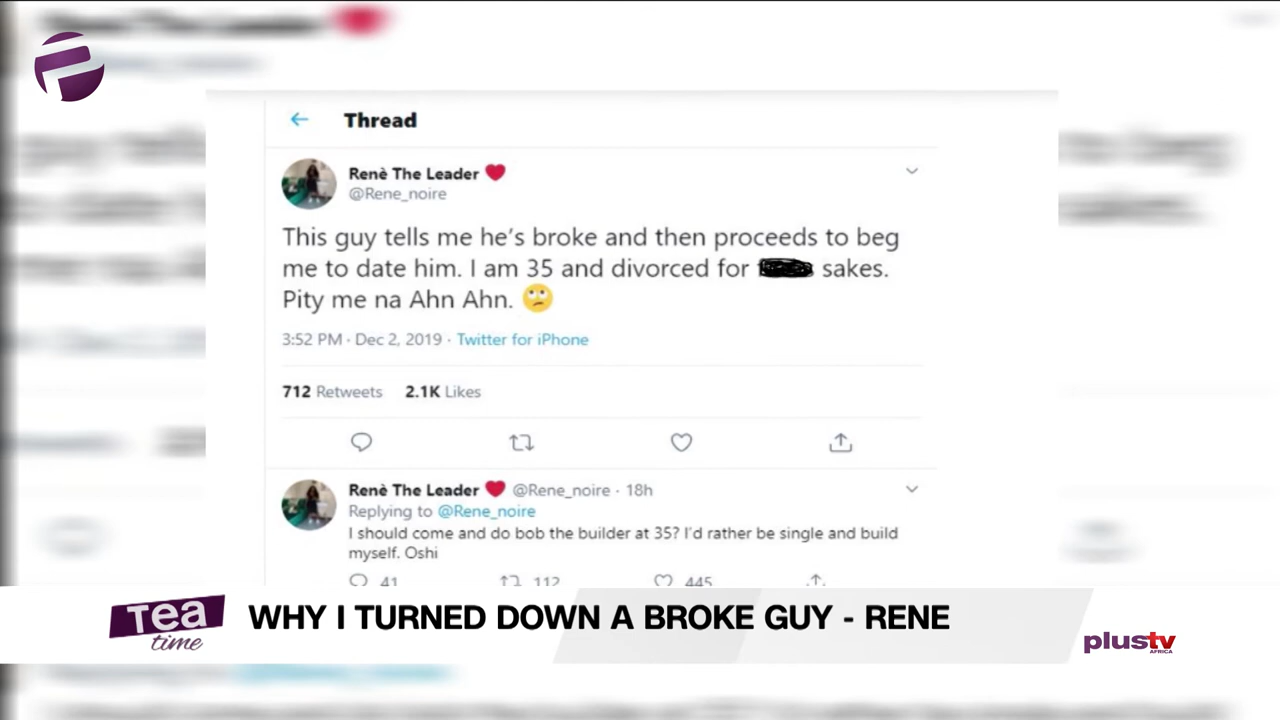 Thread
Renè The Leader
@Rene_noire
This guy tells me he's broke and then proceeds to beg
me to date him. I am 35 and divorced for
sakes.
Pity me na Ahn Ahn.
3:52 PM · Dec 2, 2019 · Twitter for iPhone
712 Retweets 2.1K Likes
Renè The Leader @Rene_noire · 18h
Replying to @Rene_noire
I should come and do bob the builder at 35? I'd rather be single and build
myself. Oshi
41 112 445
Tea
time
WHY I TURNED DOWN A BROKE GUY - RENE
plustv
AFRICA